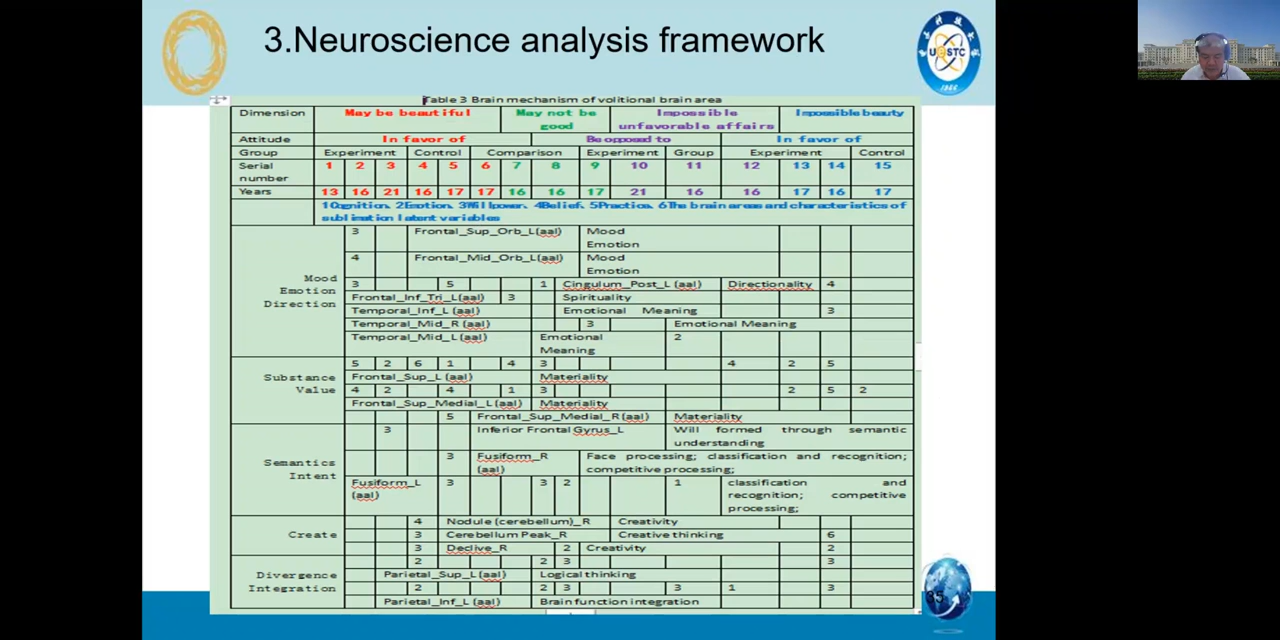 3.Neuroscience analysis framework
UESTC
Table 3 Brain mechanism of volitional brain area
Dimension May be beautiful May not be good Impossible unfavorable affairs Impossible beauty
Attitude In favor of Be opposed to In favor of
Group Experiment Control Comparison Experiment Group Experiment Control
Serial number 1 2 3 4 5 6 7 8 9 10 11 12 13 14 15
Years 13 16 21 16 17 17 16 16 17 21 16 16 17 16 17
1Cognition、2Emotion、3Willpower、4Belief、5Practice、6The brain areas and characteristics of
sublimation latent variables
Mood Emotion Direction
3 Frontal_Sup_Orb_L(aal) Mood Emotion
4 Frontal_Mid_Orb_L(aal) Mood Emotion
3 5 1 Cingulum_Post_L (aal) Directionality 4
Frontal_Inf_Tri_L(aal) 3 Spirituality
Temporal_Inf_L (aal) Emotional Meaning 3
Temporal_Mid_R (aal) 3 Emotional Meaning
Temporal_Mid_L (aal) Emotional Meaning 2
Substance Value
5 2 6 1 4 3 4 2 5
Frontal_Sup_L (aal) Materiality
4 2 4 1 3 2 5 2
Frontal_Sup_Medial_L (aal) Materiality
5 Frontal_Sup_Medial_R (aal) Materiality
Semantics Intent
3 Inferior Frontal Gyrus_L Will formed through semantic understanding
3 Fusiform_R (aal) Face processing; classification and recognition; competitive processing;
Fusiform_L (aal) 3 3 2 1 classification and recognition; competitive processing;
Create
4 Nodule (cerebellum)_R Creativity
3 Cerebellum Peak_R Creative thinking 6
3 Declive_R 2 Creativity 2
Divergence Integration
2 2 3 3
Parietal_Sup_L (aal) Logical thinking
2 2 3 3 1 3
Parietal_Inf_L (aal) Brain function integration